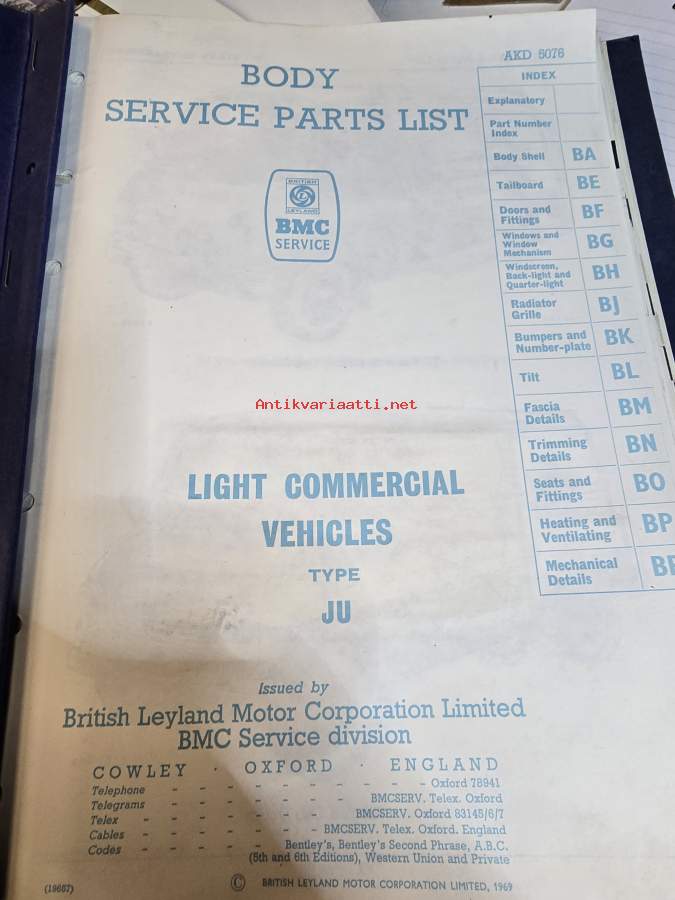 AKD 5076
BODY
SERVICE PARTS LIST
BRITISH
LEYLAND
BMC
SERVICE
INDEX
Explanatory
Part Number
Index
Body Shell BA
Tailboard BE
Doors and
Fittings BF
Windows and
Window
Mechanism BG
Windscreen,
Back-light and
Quarter-light BH
Radiator
Grille BJ
Bumpers and
Number-plate BK
Tilt BL
Fascia
Details BM
Trimming
Details BN
Seats and
Fittings BO
Heating and
Ventilating BP
Mechanical
Details
Antikvariaatti.net
LIGHT COMMERCIAL
VEHICLES
TYPE
JU
Issued by
British Leyland Motor Corporation Limited
BMC Service division
COWLEY · OXFORD · ENGLAND
Telephone - - - - - - - - - - Oxford 78941
Telegrams - - - - - - - BMCSERV. Telex. Oxford
Telex - - - - - - - BMCSERV. Oxford 83145/6/7
Cables - - - - - - BMCSERV. Telex. Oxford. England
Codes - - - - - Bentley's, Bentley's Second Phrase, A.B.C.
(5th and 6th Editions), Western Union and Private
(19657) © BRITISH LEYLAND MOTOR CORPORATION LIMITED, 1969